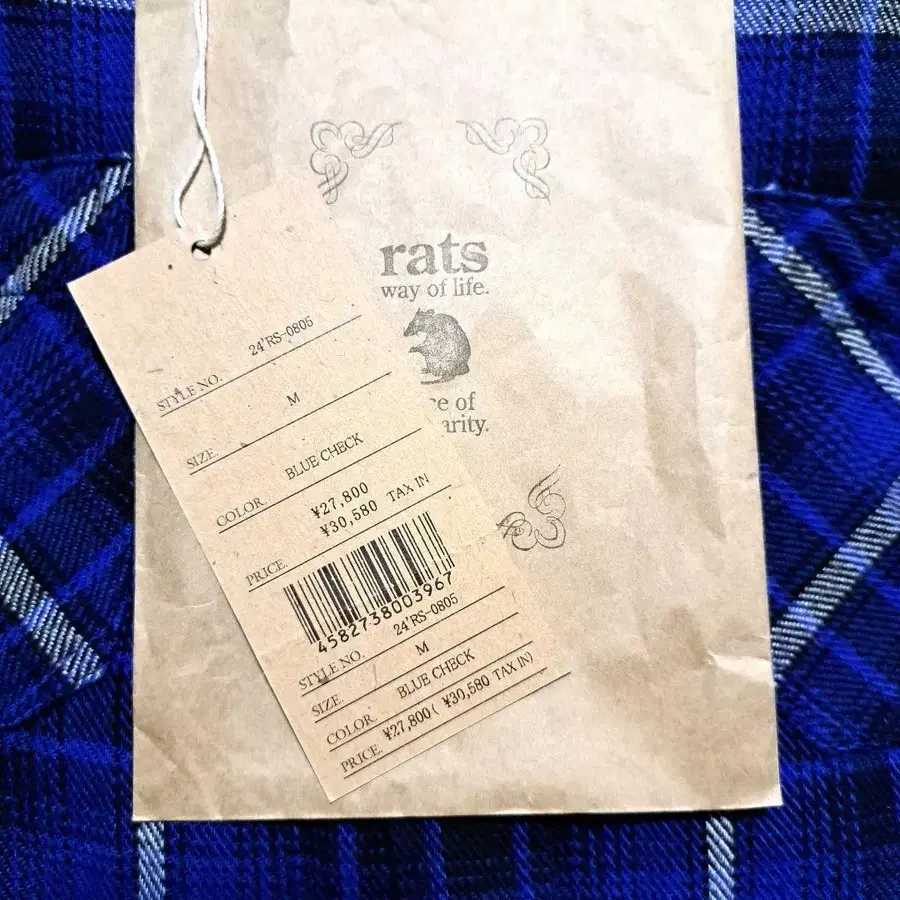 rats
way of life.
of
STYLE NO. 24'RS-0805
SIZE. M
COLOR. BLUE CHECK
¥27,800
PRICE. ¥30,580 TAX IN
4582738003967
STYLE NO. 24'RS-0805
SIZE. M
COLOR. BLUE CHECK
PRICE. ¥27,800( ¥30,580 TAX IN)